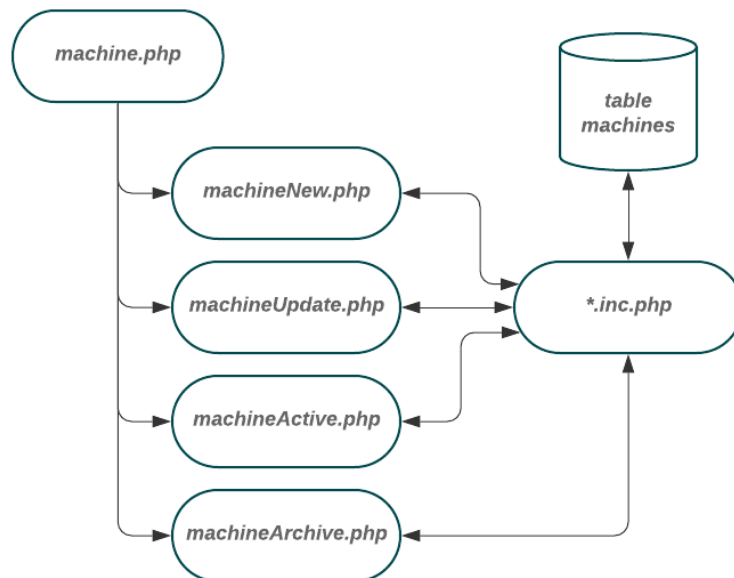 machine.php
table
machines
machineNew.php
machineUpdate.php
*.inc.php
machineActive.php
machineArchive.php